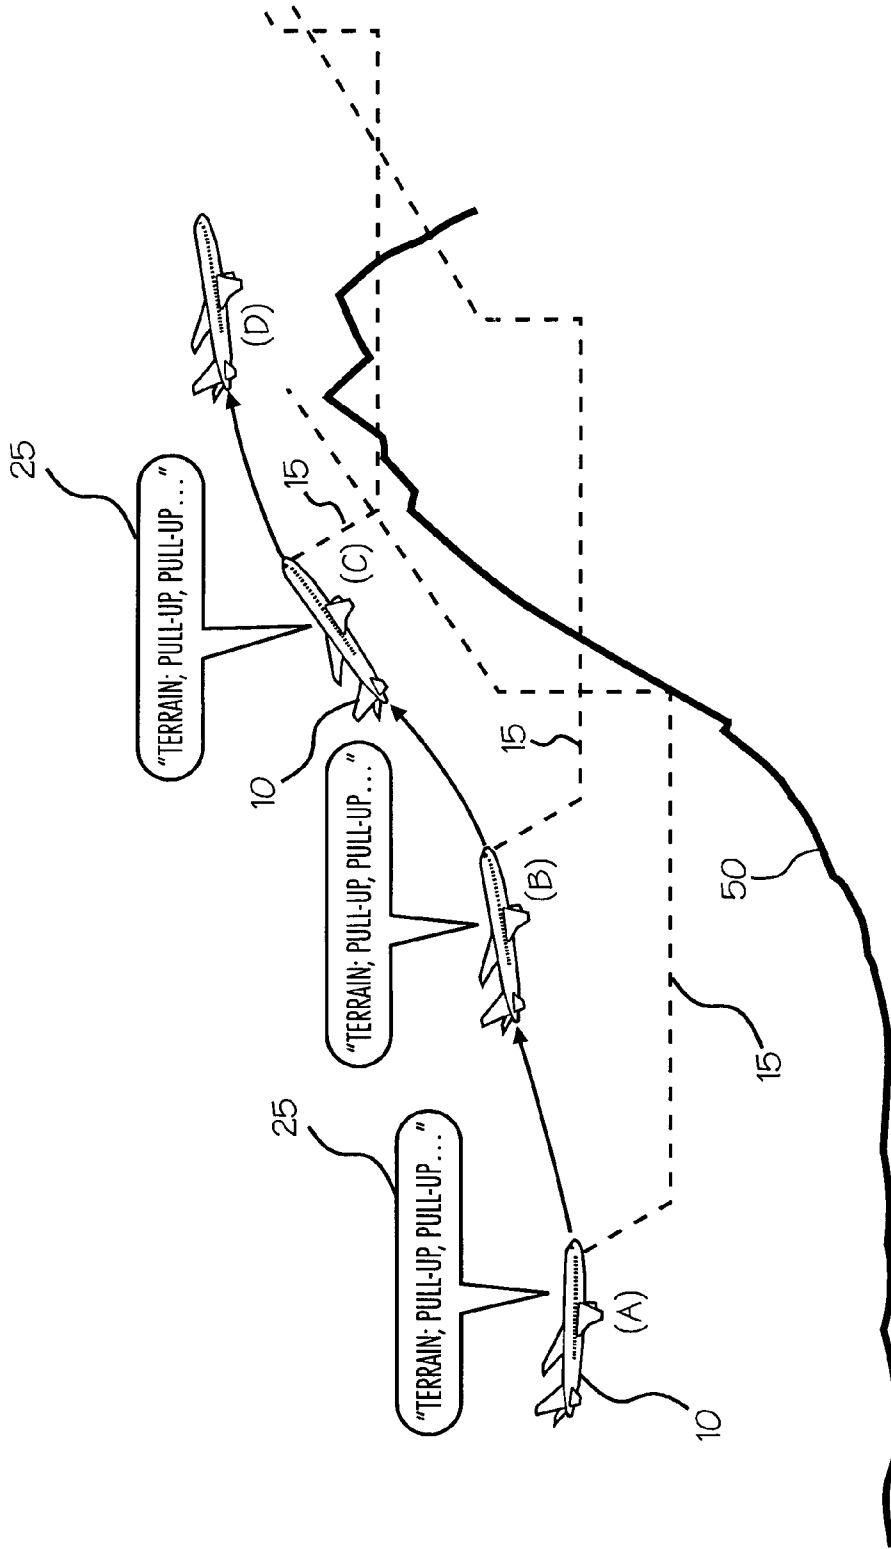 25
"TERRAIN; PULL-UP, PULL-UP..."
25
"TERRAIN; PULL-UP, PULL-UP..."
"TERRAIN; PULL-UP, PULL-UP..."
10
15
(D)
(C)
(B)
(A)
10
15
15
50